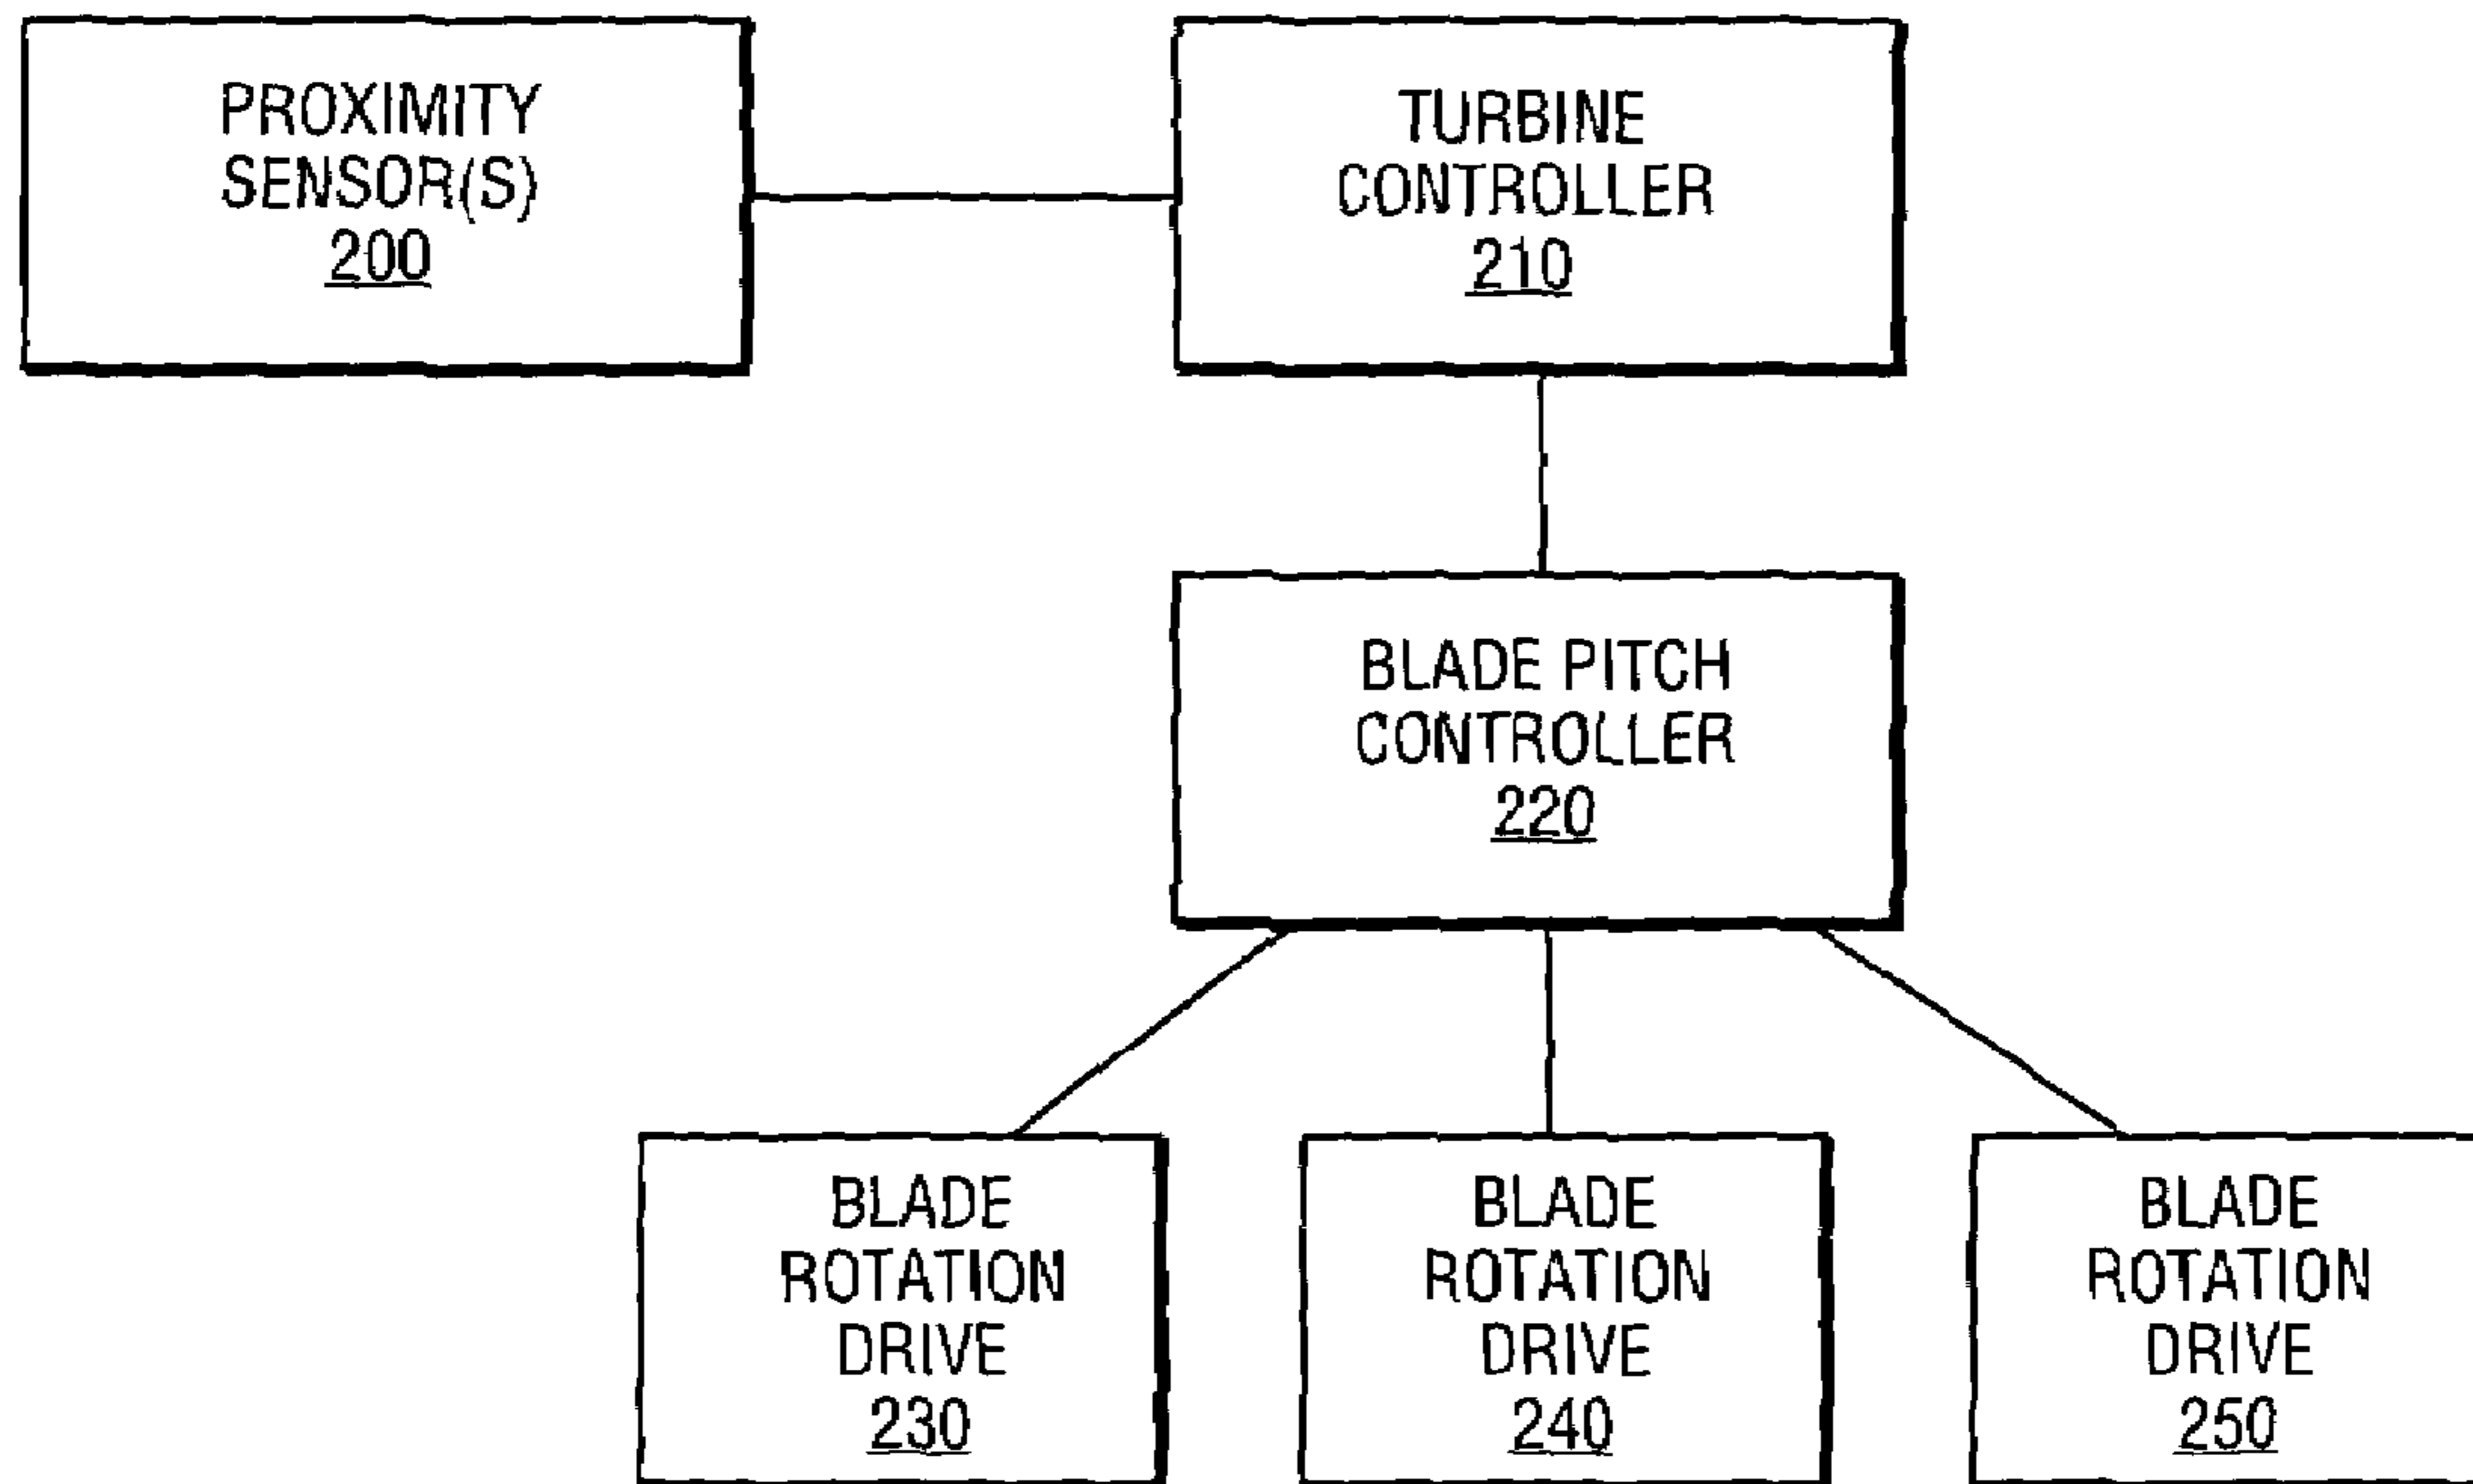 PROXIMITY
SENSOR(S)
200
TURBINE
CONTROLLER
210
BLADE PITCH
CONTROLLER
220
BLADE
ROTATION
DRIVE
230
BLADE
ROTATION
DRIVE
240
BLADE
ROTATION
DRIVE
250